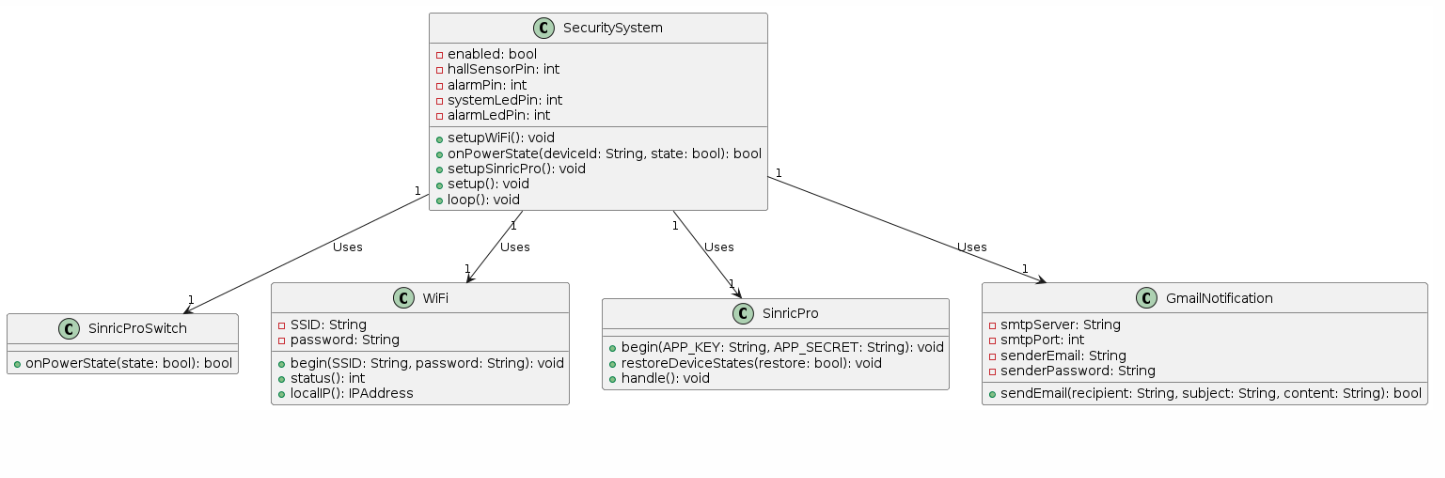 C SecuritySystem
enabled: bool
hallSensorPin: int
alarmPin: int
systemLedPin: int
alarmLedPin: int
setupWiFi(): void
onPowerState(deviceId: String, state: bool): bool
setupSinricPro(): void
setup(): void
loop(): void
1
1
1
1
Uses
Uses
Uses
Uses
1
1
1
1
C SinricProSwitch
onPowerState(state: bool): bool
C WiFi
SSID: String
password: String
begin(SSID: String, password: String): void
status(): int
localIP(): IPAddress
C SinricPro
begin(APP_KEY: String, APP_SECRET: String): void
restoreDeviceStates(restore: bool): void
handle(): void
C GmailNotification
smtpServer: String
smtpPort: int
senderEmail: String
senderPassword: String
sendEmail(recipient: String, subject: String, content: String): bool